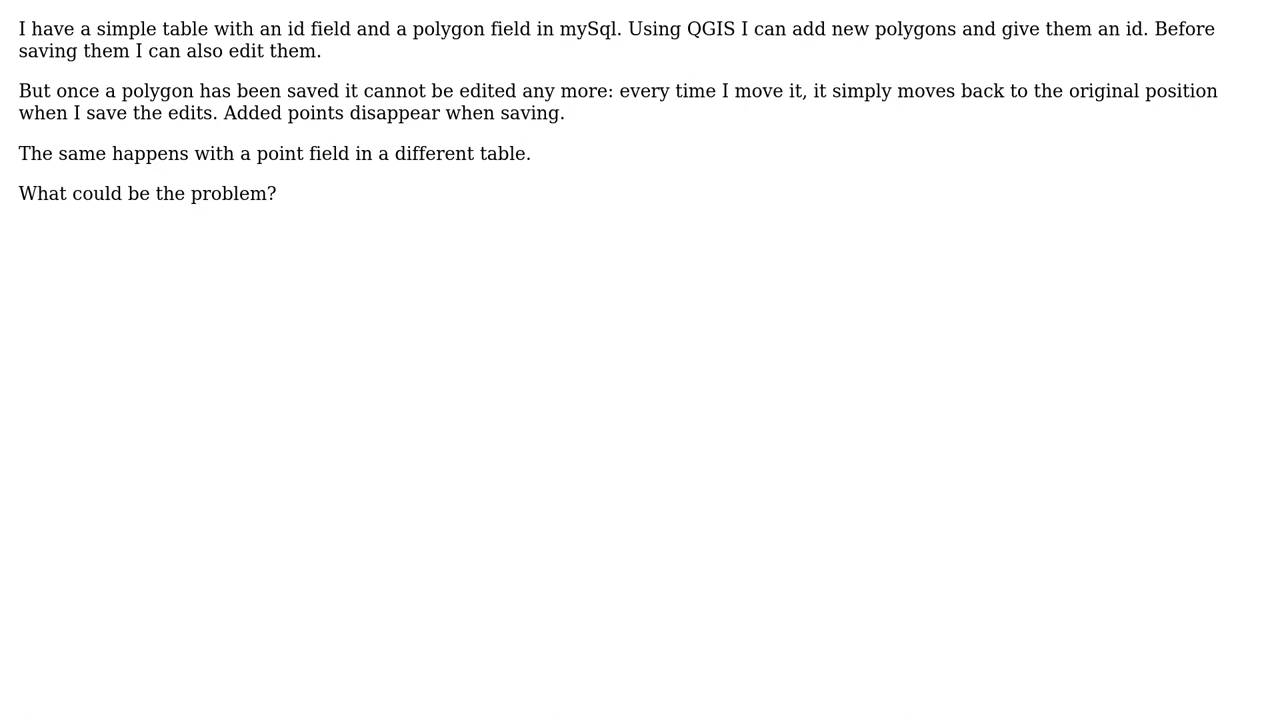 I have a simple table with an id field and a polygon field in mySql. Using QGIS I can add new polygons and give them an id. Before
saving them I can also edit them.
But once a polygon has been saved it cannot be edited any more: every time I move it, it simply moves back to the original position
when I save the edits. Added points disappear when saving.
The same happens with a point field in a different table.
What could be the problem?